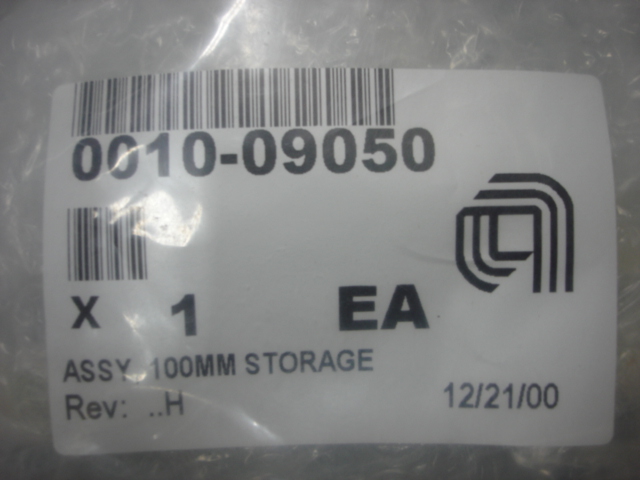 0010-09050
X 1 EA
ASSY, 100MM STORAGE
Rev: ..H 12/21/00